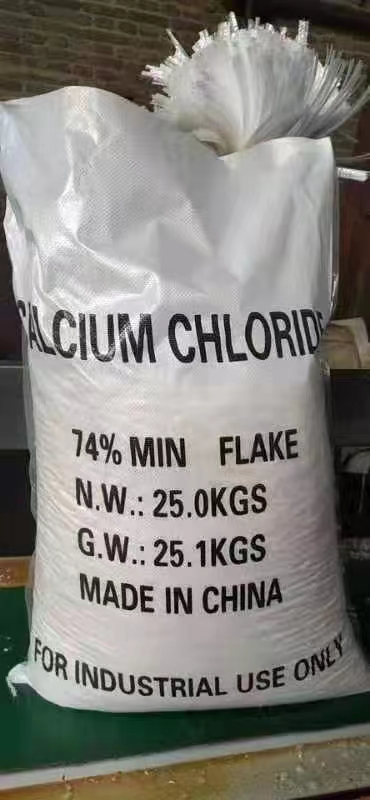 CALCIUM CHLORIDE
74% MIN FLAKE
N.W.: 25.0KGS
G.W.: 25.1KGS
MADE IN CHINA
FOR INDUSTRIAL USE ONLY